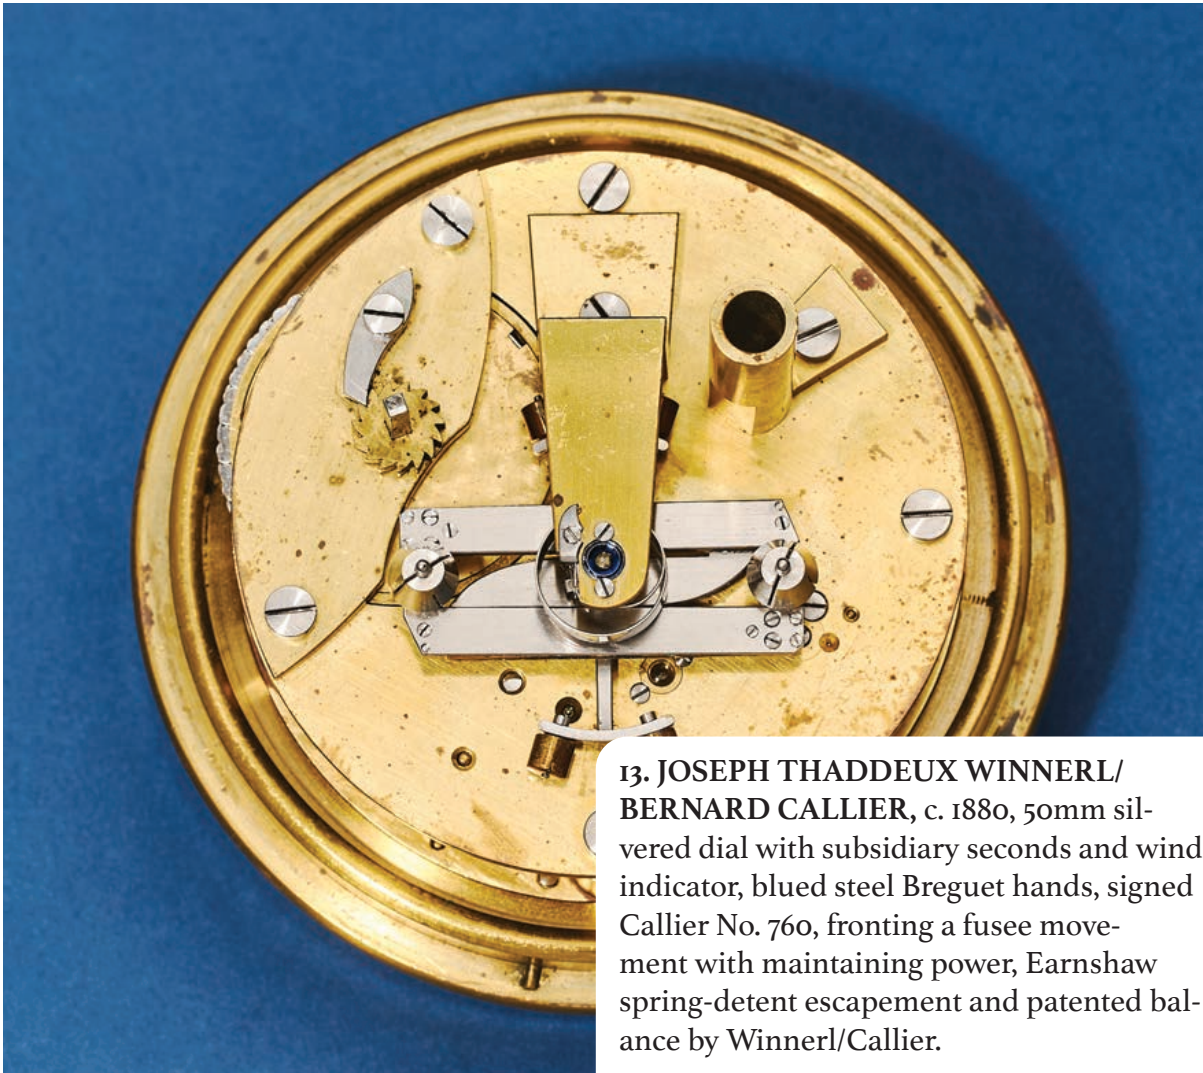 13. JOSEPH THADDEUX WINNERL/
BERNARD CALLIER, c. 1880, 50mm sil-
vered dial with subsidiary seconds and wind
indicator, blued steel Breguet hands, signed
Callier No. 760, fronting a fusee move-
ment with maintaining power, Earnshaw
spring-detent escapement and patented bal-
ance by Winnerl/Callier.